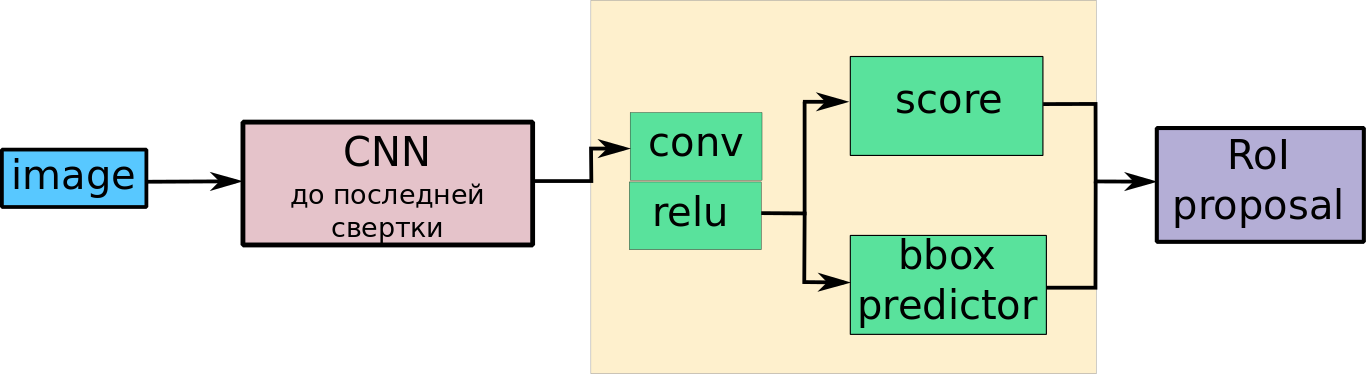 image
CNN
до последней
свертки
conv
relu
score
bbox
predictor
RoI
proposal